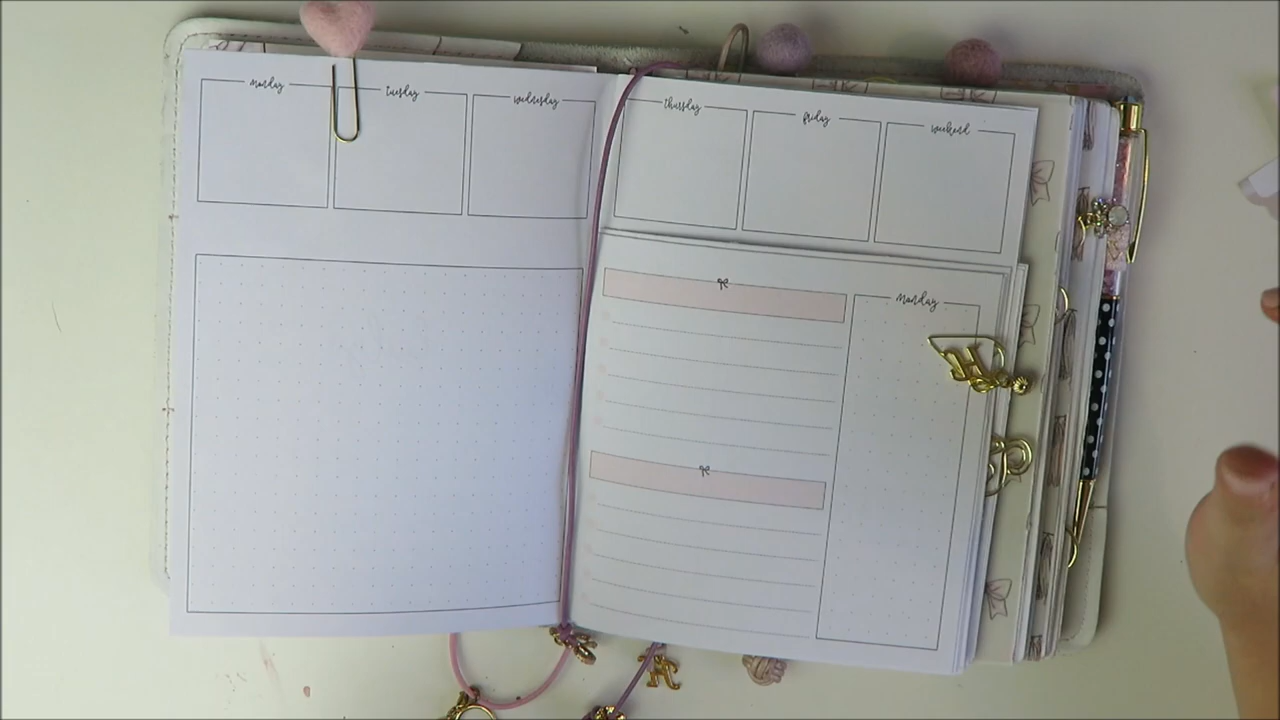 monday
tuesday
wednesday
thursday
friday
weekend
monday